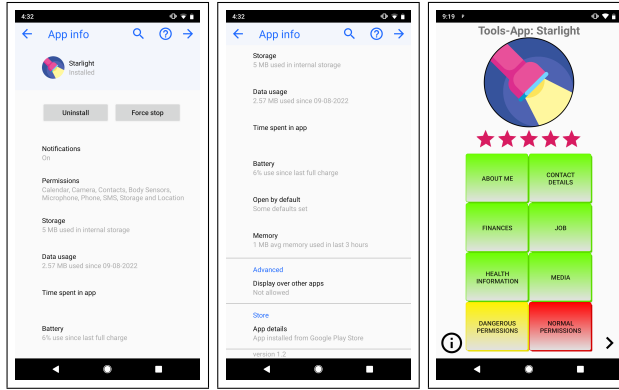 4:32
App info
Starlight
Installed
Uninstall
Force stop
Notifications
On
Permissions
Calendar, Camera, Contacts, Body Sensors,
Microphone, Phone, SMS, Storage and Location
Storage
5 MB used in internal storage
Data usage
2.57 MB used since 09-08-2022
Time spent in app
Battery
6% use since last full charge
4:32
App info
Storage
5 MB used in internal storage
Data usage
2.57 MB used since 09-08-2022
Time spent in app
Battery
6% use since last full charge
Open by default
Some defaults set
Memory
1 MB avg memory used in last 3 hours
Advanced
Display over other apps
Not allowed
Store
App details
App installed from Google Play Store
version 1.2
9:19
Tools-App: Starlight
ABOUT ME
CONTACT
DETAILS
FINANCES
JOB
HEALTH
INFORMATION
MEDIA
DANGEROUS
PERMISSIONS
NORMAL
PERMISSIONS